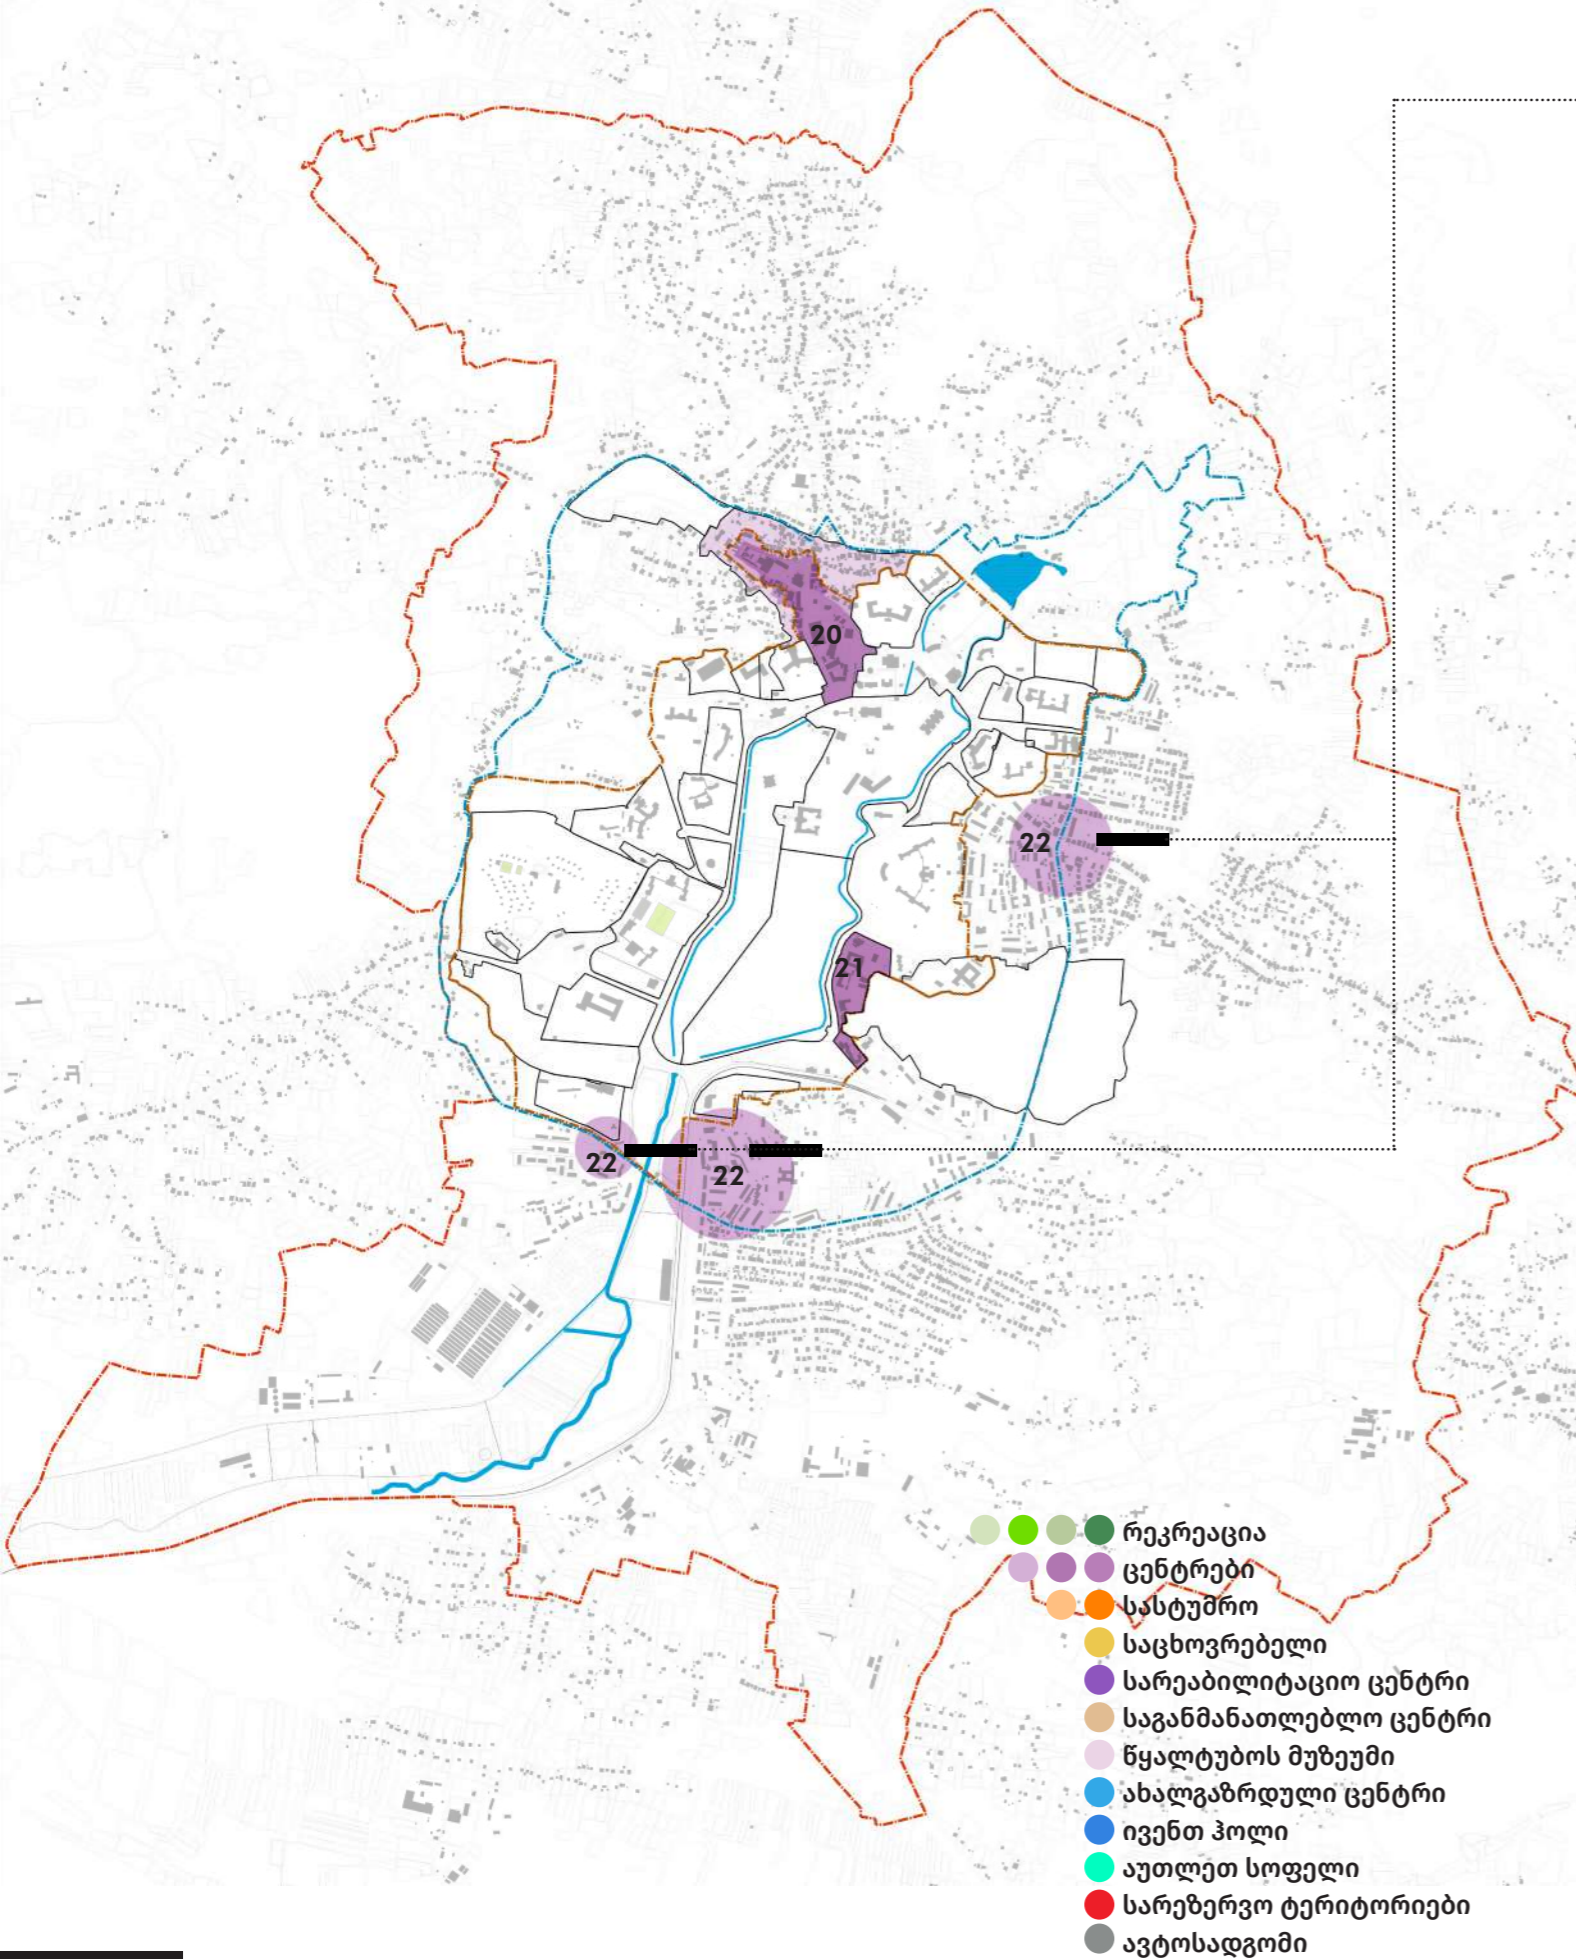 20
22
21
22
22
რეკრეაცია
ცენტრები
სასტუმრო
საცხოვრებელი
სარეაბილიტაციო ცენტრი
საგანმანათლებლო ცენტრი
წყალტუბოს მუზეუმი
ახალგაზრდული ცენტრი
ივენთ ჰოლი
აუთლეთ სოფელი
სარეზერვო ტერიტორიები
ავტოსადგომი